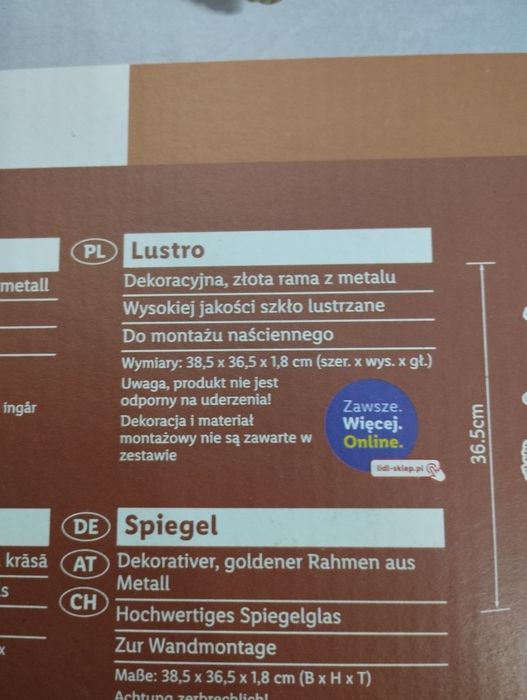 metall
ingår
krāsā
PL Lustro
Dekoracyjna, złota rama z metalu
Wysokiej jakości szkło lustrzane
Do montażu naściennego
Wymiary: 38,5 x 36,5 x 1,8 cm (szer. x wys. x gł.)
Uwaga, produkt nie jest
odporny na uderzenia!
Dekoracja i materiał
montażowy nie są zawarte w
zestawie
Zawsze.
Więcej.
Online.
lidl-sklep.pl
36.5cm
DE Spiegel
AT Dekorativer, goldener Rahmen aus
Metall
CH Hochwertiges Spiegelglas
Zur Wandmontage
Maße: 38,5 x 36,5 x 1,8 cm (B x H x T)
Achtung zerbrechlich!